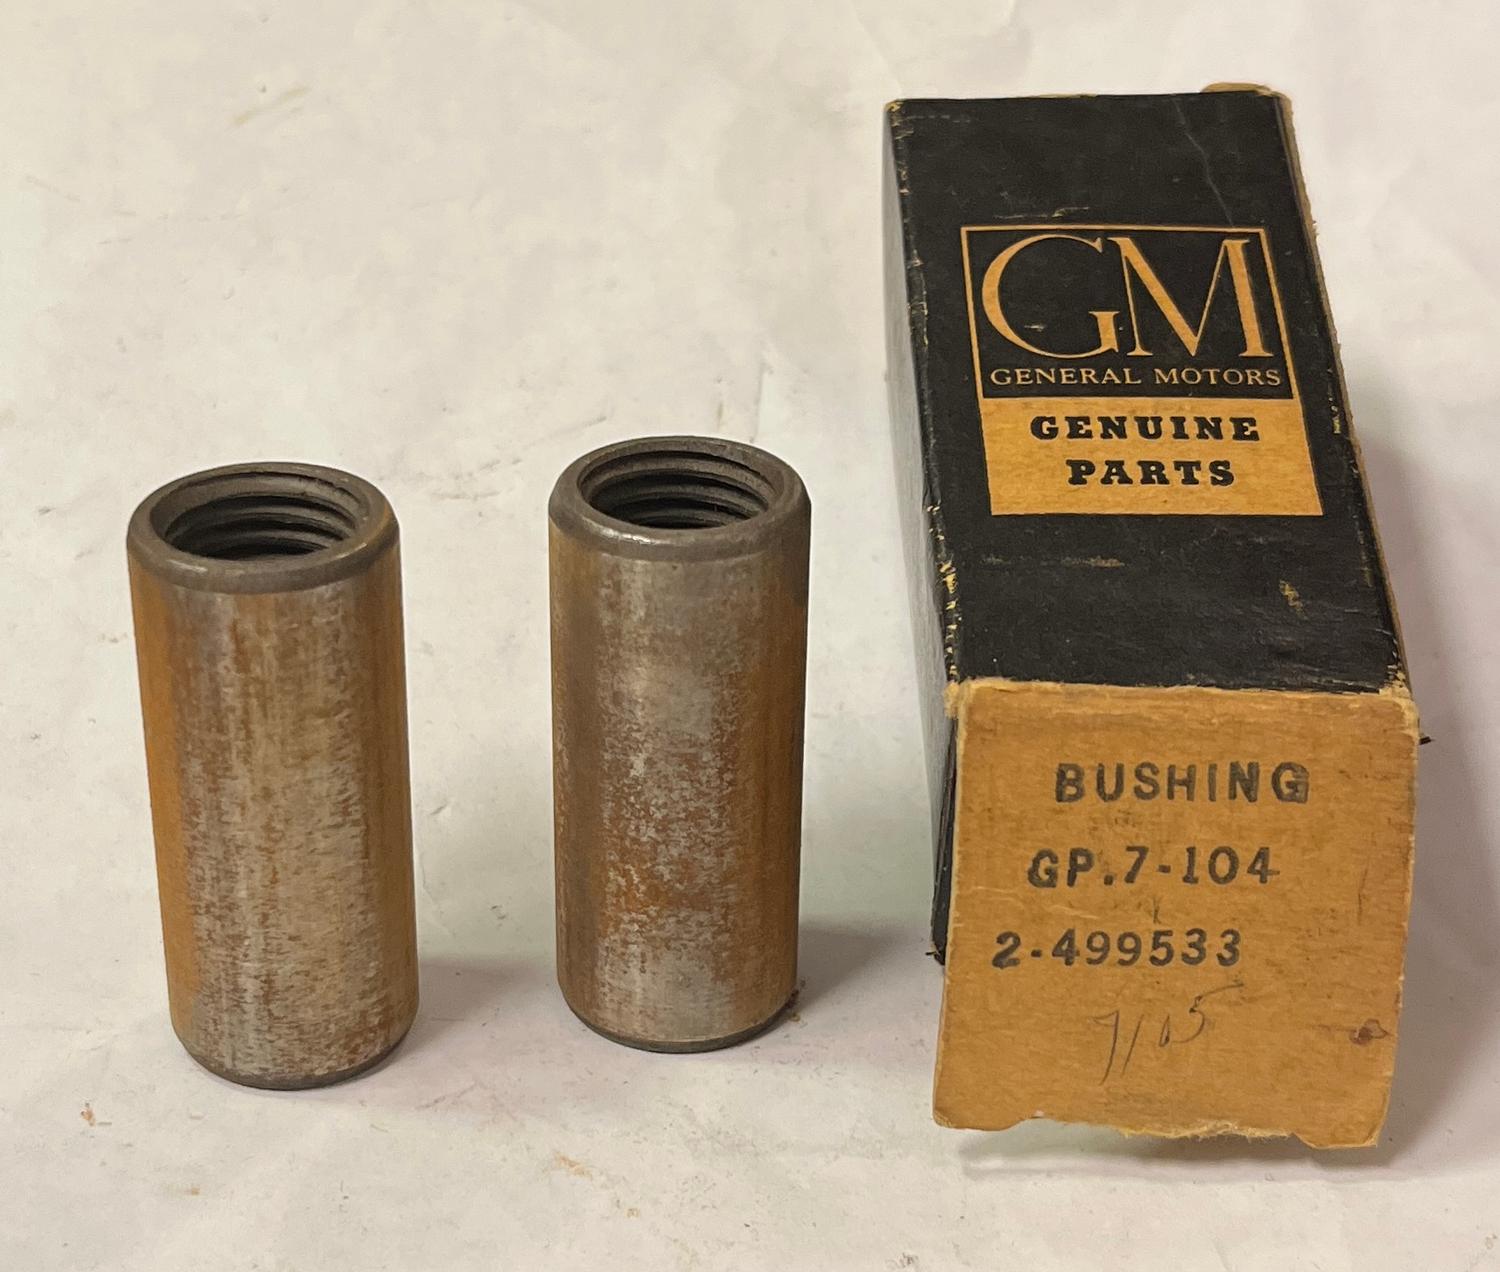 GM
GENERAL MOTORS
GENUINE
PARTS
BUSHING
GP.7-104
2-499533